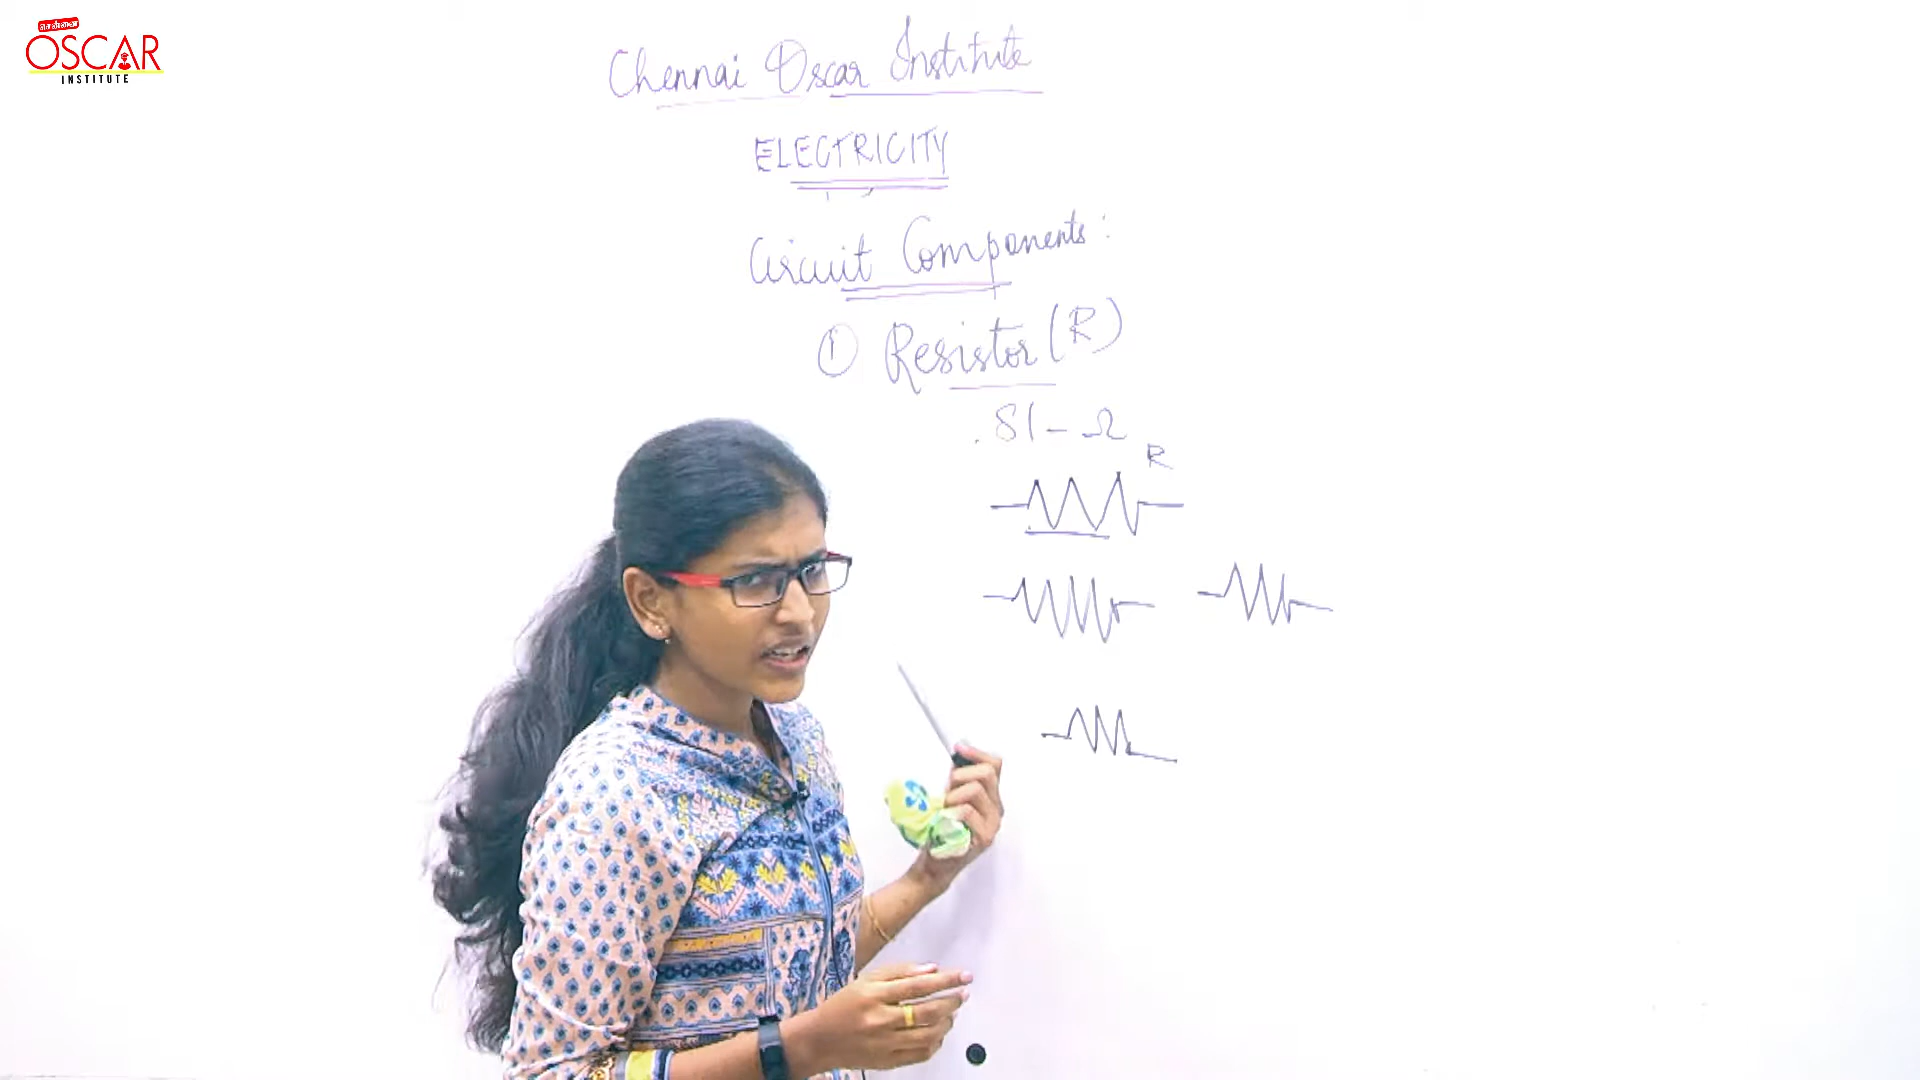 சென்னை
OSCAR
INSTITUTE
Chennai Oscar Institute
ELECTRICITY
Circuit Components:
① Resistor (R)
SI - Ω
R